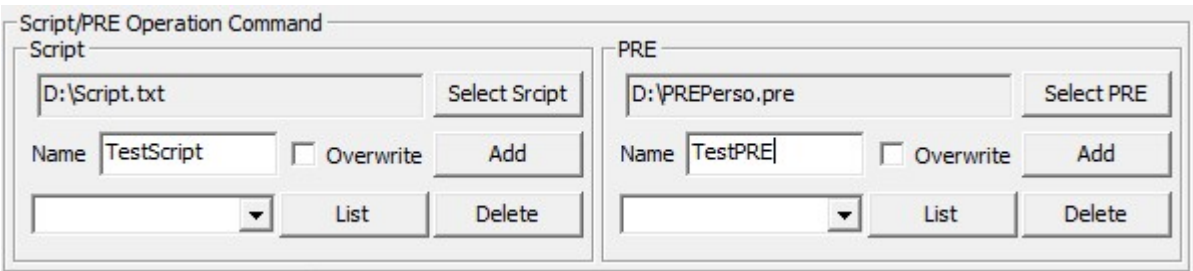 Script/PRE Operation Command
Script
D:\Script.txt
Select Srcipt
Name TestScript Overwrite Add
List Delete
PRE
D:\PREPerso.pre
Select PRE
Name TestPRE Overwrite Add
List Delete